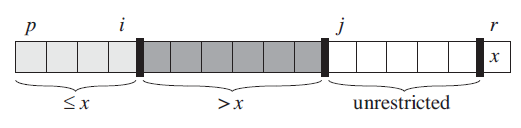 p i j r
x
≤ x > x unrestricted